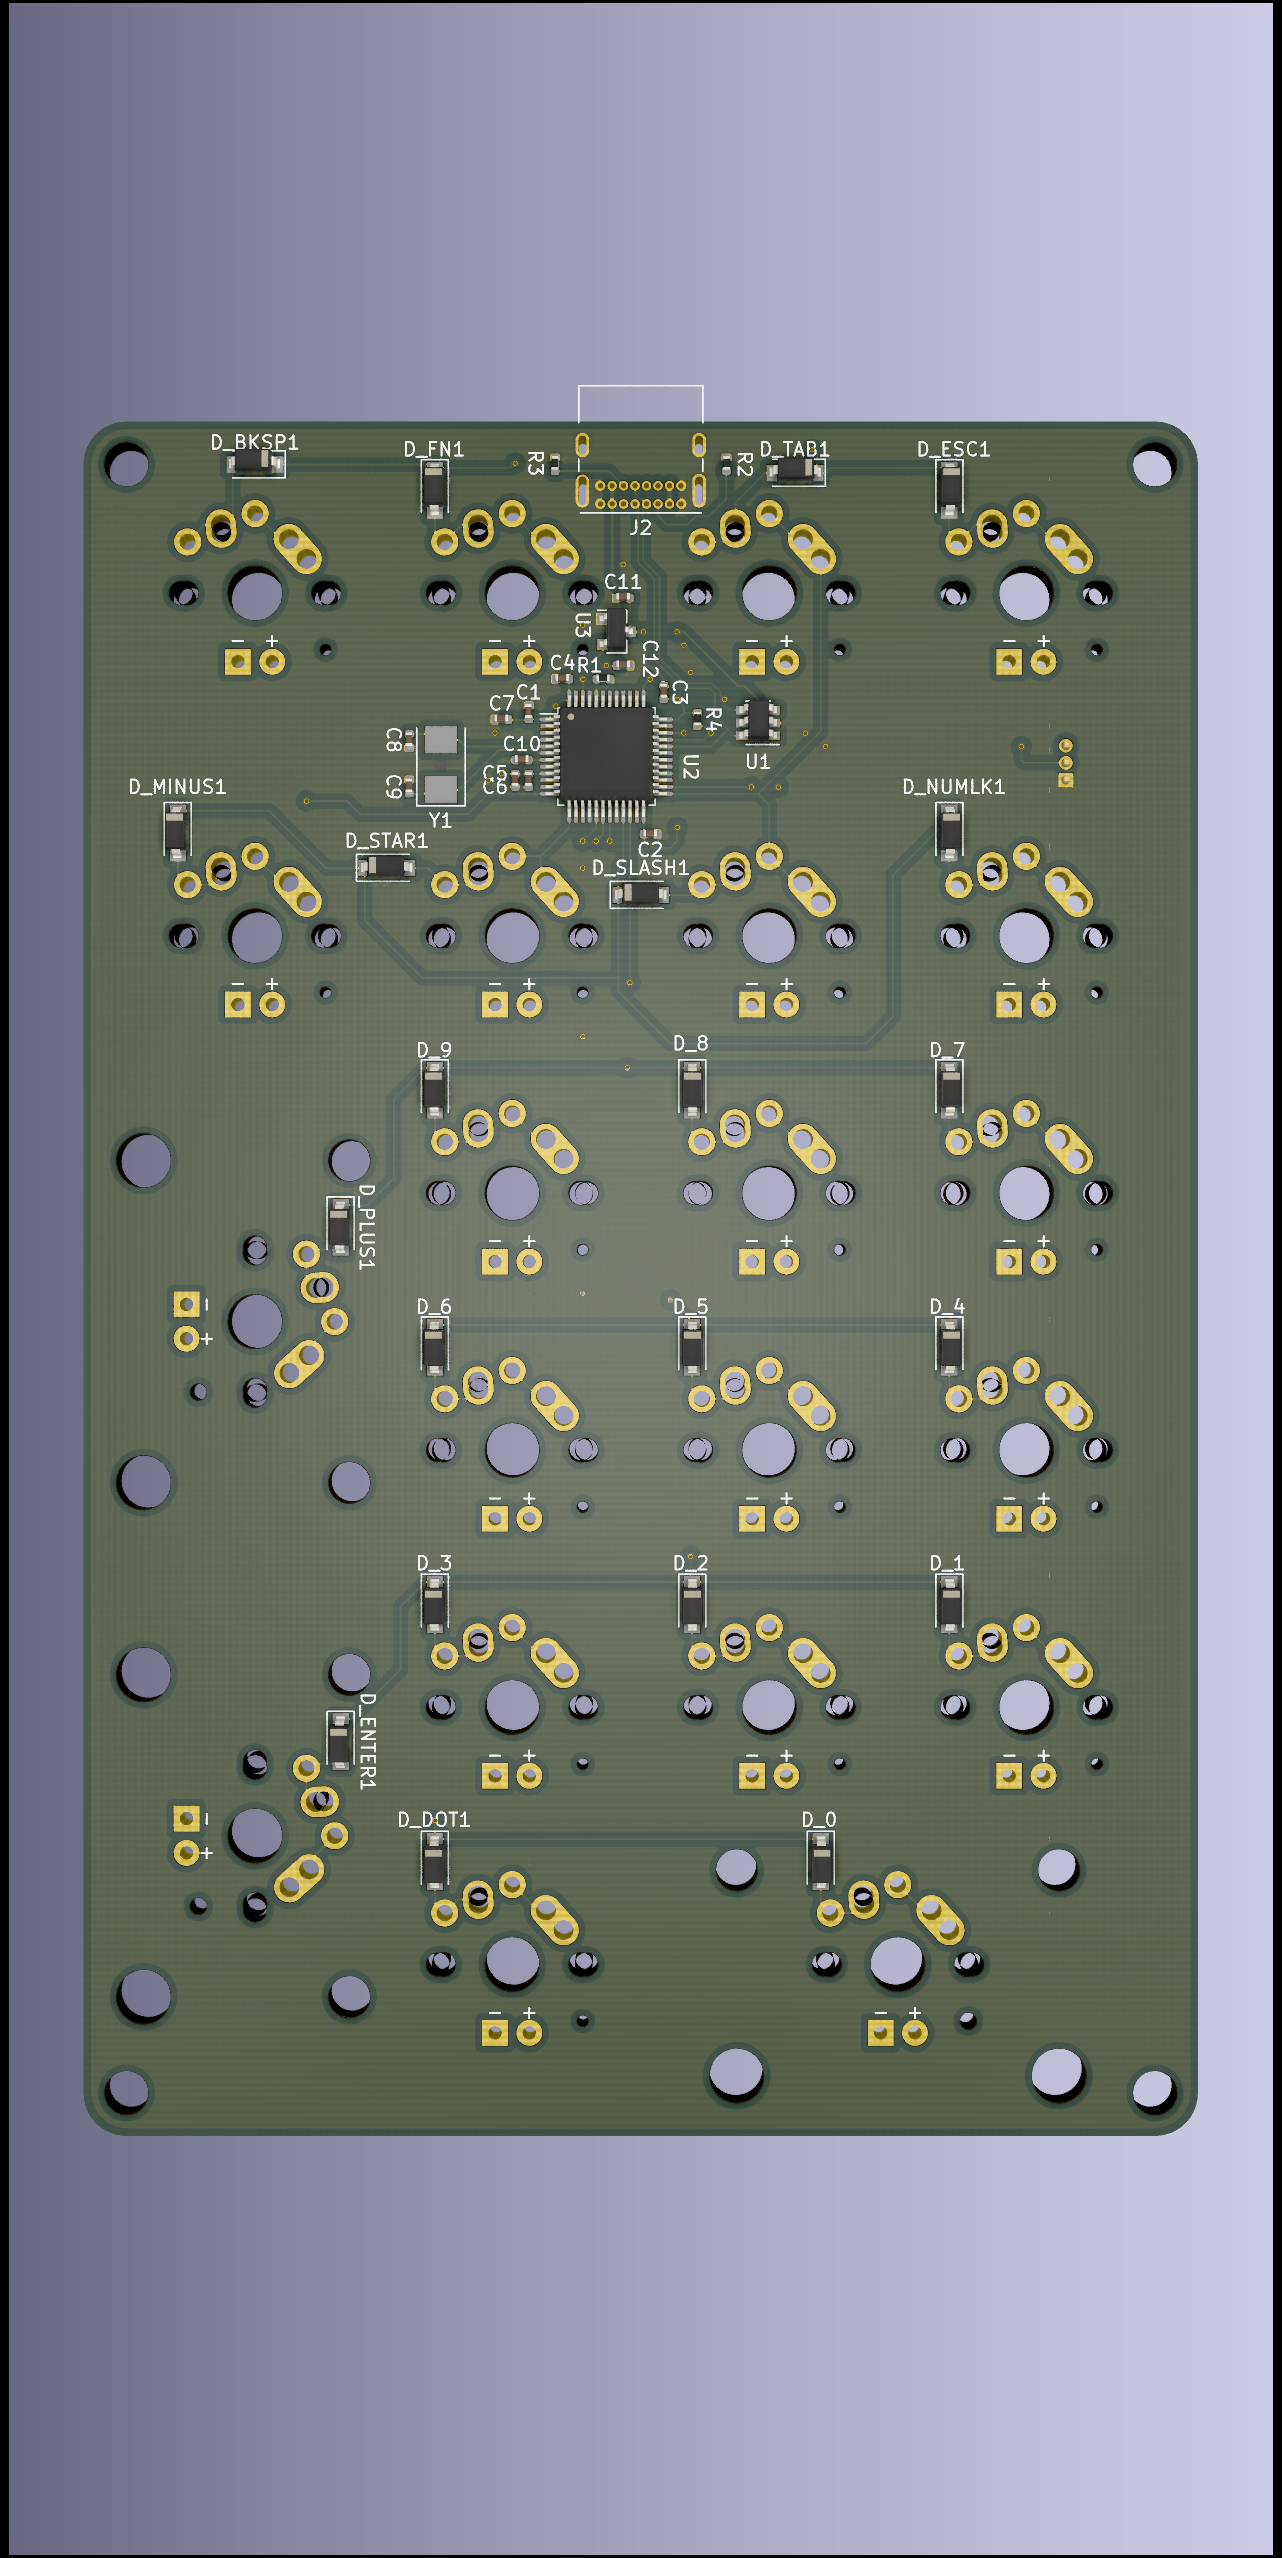 D_BKSP1
D_FN1
D_TAB1
D_ESC1
R3
R2
J2
C11
- +
- +
U3
- +
- +
C12
C4 R1
C3
C1
C7
R4
C8
C10
U1
U2
C5
C6
C9
D_MINUS1
D_NUMLK1
Y1
D_STAR1
C2
D_SLASH1
- +
- +
- +
- +
D_9
D_8
D_7
D_PLUS1
- +
- +
- +
- +
D_6
D_5
D_4
- +
- +
- +
D_3
D_2
D_1
D_ENTER1
- +
- +
- +
- +
D_DOT1
D_0
- +
- +